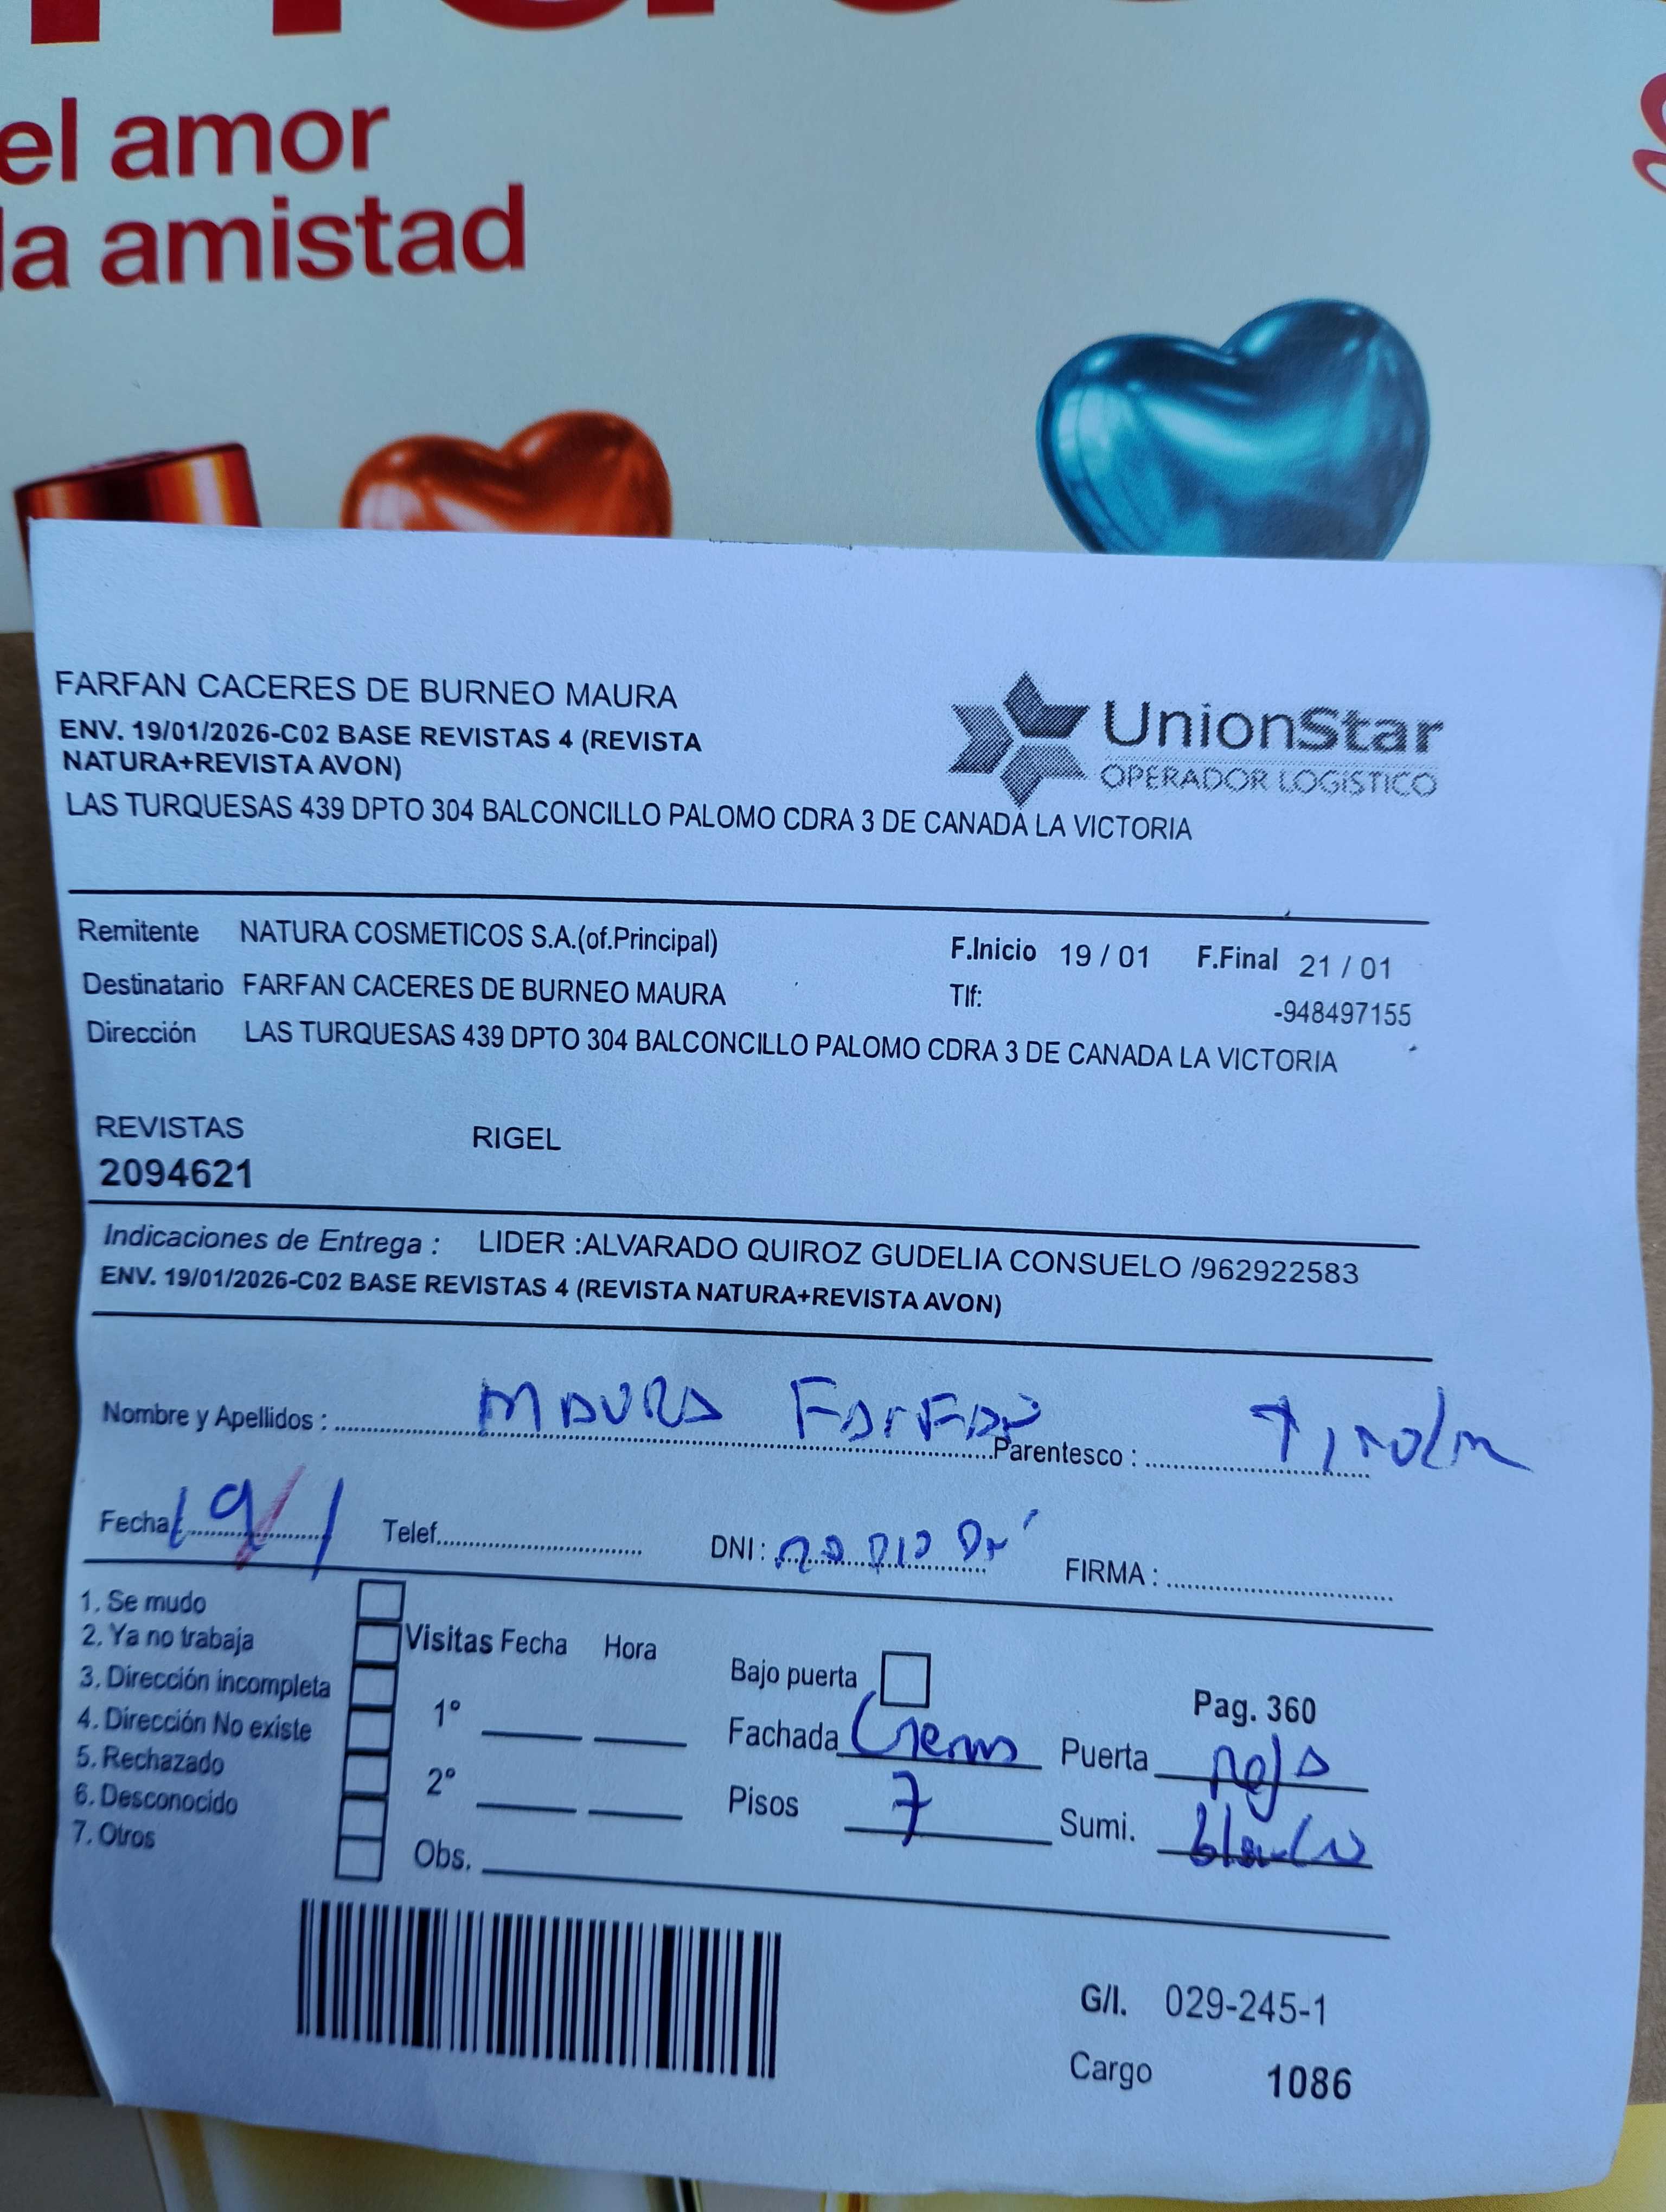 el amor
la amistad
FARFAN CACERES DE BURNEO MAURA
ENV. 19/01/2026-C02 BASE REVISTAS 4 (REVISTA
NATURA+REVISTA AVON)
LAS TURQUESAS 439 DPTO 304 BALCONCILLO PALOMO CDRA 3 DE CANADA LA VICTORIA
UnionStar
OPERADOR LOGÍSTICO
Remitente NATURA COSMETICOS S.A.(of.Principal) F.Inicio 19 / 01 F.Final 21 / 01
Destinatario FARFAN CACERES DE BURNEO MAURA Tlf: -948497155
Dirección LAS TURQUESAS 439 DPTO 304 BALCONCILLO PALOMO CDRA 3 DE CANADA LA VICTORIA
REVISTAS RIGEL
2094621
Indicaciones de Entrega : LIDER :ALVARADO QUIROZ GUDELIA CONSUELO /962922583
ENV. 19/01/2026-C02 BASE REVISTAS 4 (REVISTA NATURA+REVISTA AVON)
Nombre y Apellidos : MAURA FArFAN Parentesco :
Fecha 19/1 Telef. DNI : no FIRMA :
1. Se mudo
2. Ya no trabaja
3. Dirección incompleta
4. Dirección No existe
5. Rechazado
6. Desconocido
7. Otros
Visitas Fecha Hora
1°
2°
Obs.
Bajo puerta
Pag. 360
Fachada Crema Puerta reja
Pisos 7 Sumi.
G/I. 029-245-1
Cargo 1086